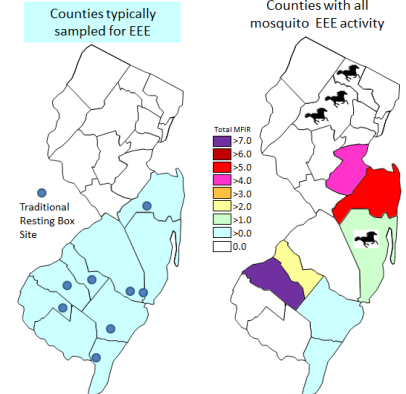 Counties typically
sampled for EEE
Counties with all
mosquito EEE activity
Traditional
Resting Box
Site
Total MFIR
>7.0
>6.0
>5.0
>4.0
>3.0
>2.0
>1.0
>0.0
0.0